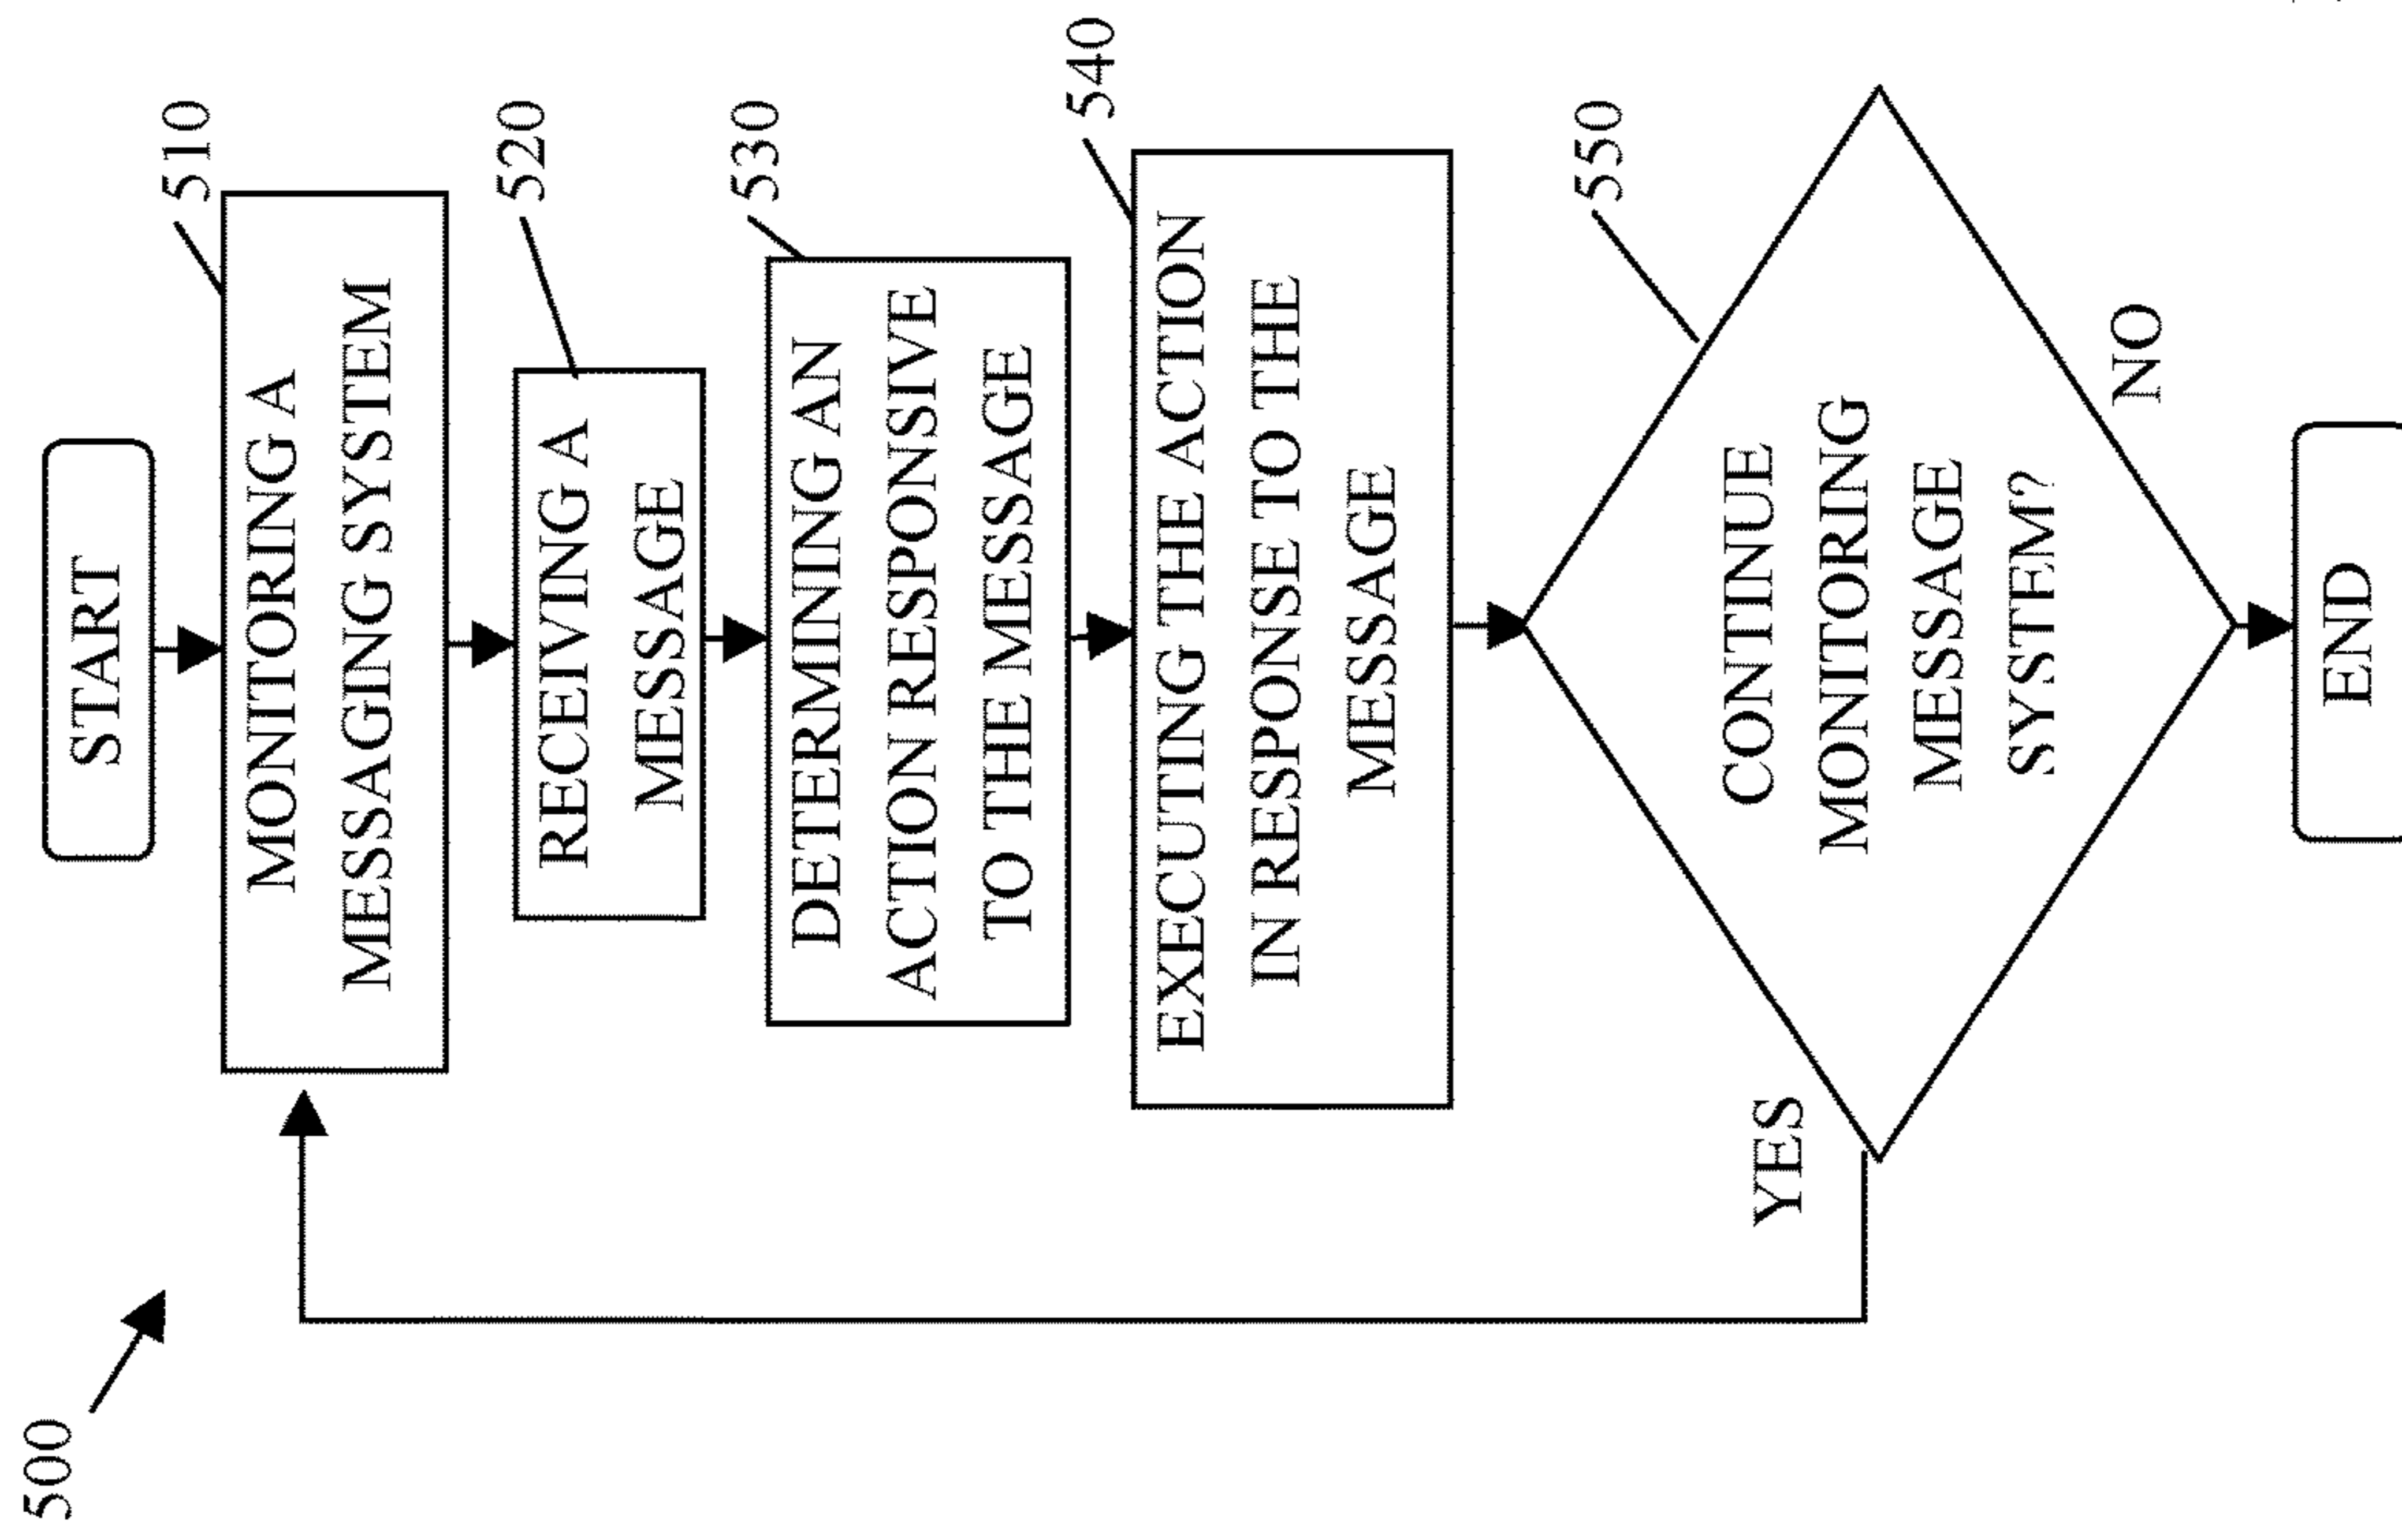 500
START
510
MONITORING A
MESSAGING SYSTEM
520
RECEIVING A
MESSAGE
530
DETERMINING AN
ACTION RESPONSIVE
TO THE MESSAGE
540
EXECUTING THE ACTION
IN RESPONSE TO THE
MESSAGE
550
CONTINUE
MONITORING
MESSAGE
SYSTEM?
YES
NO
END